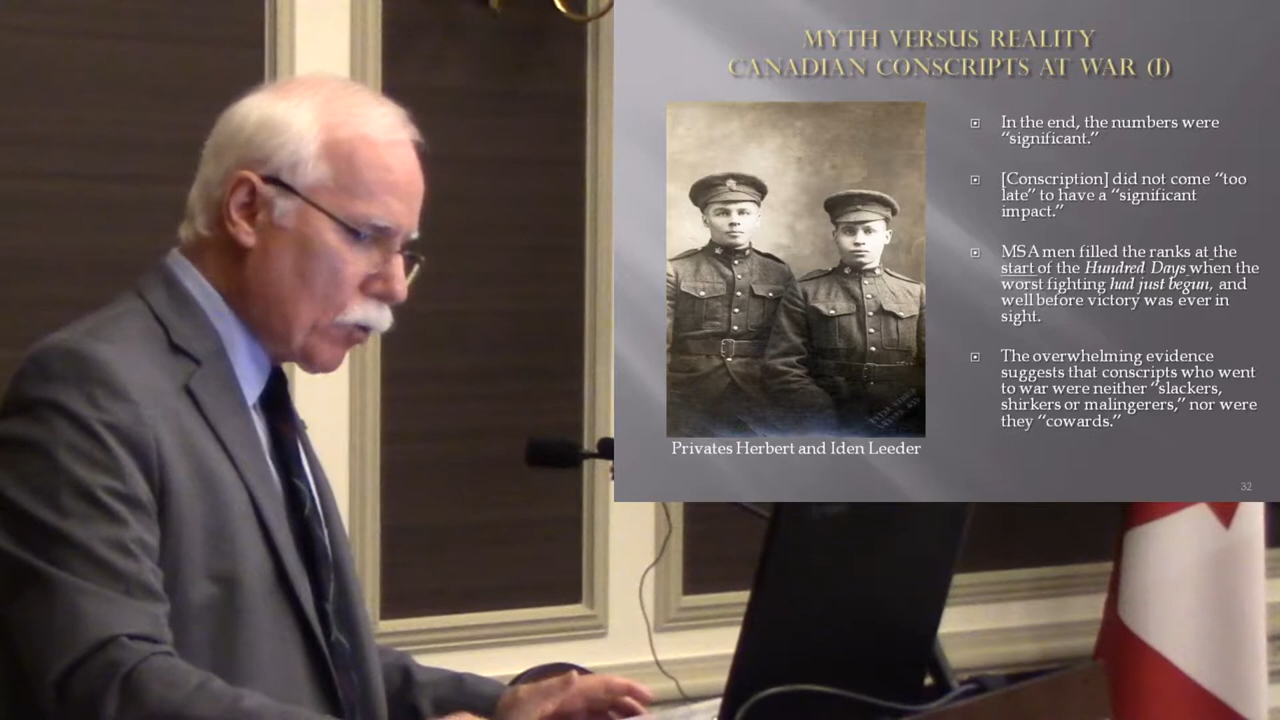 MYTH VERSUS REALITY
CANADIAN CONSCRIPTS AT WAR (I)
In the end, the numbers were
“significant.”
[Conscription] did not come “too
late” to have a “significant
impact.”
MSA men filled the ranks at the
start of the Hundred Days when the
worst fighting had just begun, and
well before victory was ever in
sight.
The overwhelming evidence
suggests that conscripts who went
to war were neither “slackers,
shirkers or malingerers,” nor were
they “cowards.”
Privates Herbert and Iden Leeder
32